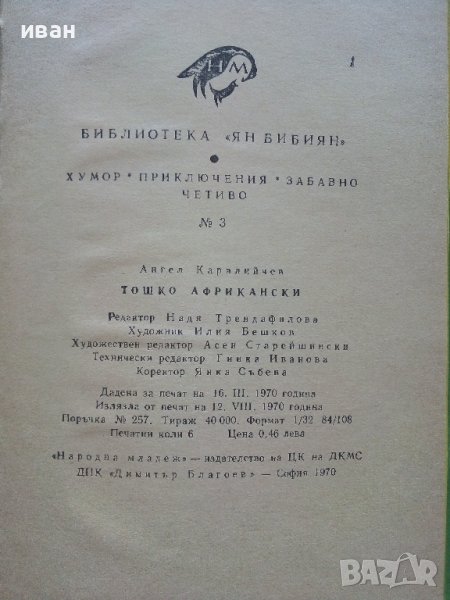 иван
НМ
1
БИБЛИОТЕКА «ЯН БИБИЯН»
ХУМОР * ПРИКЛЮЧЕНИЯ * ЗАБАВНО
ЧЕТИВО
№ 3
Ангел Каралийчев
ТОШКО АФРИКАНСКИ
Редактор Надя Трендафилова
Художник Илия Бешков
Художествен редактор Асен Старейшински
Технически редактор Гинка Иванова
Коректор Янка Събева
Дадена за печат на 16. III. 1970 година
Излязла от печат на 12. VIII. 1970 година
Поръчка № 257. Тираж 40 000. Формат 1/32 84/108
Печатни коли 6 Цена 0,46 лева
«Народна младеж» — издателство на ЦК на ДКМС
ДПК «Димитър Благоев» — София 1970
BAZAR